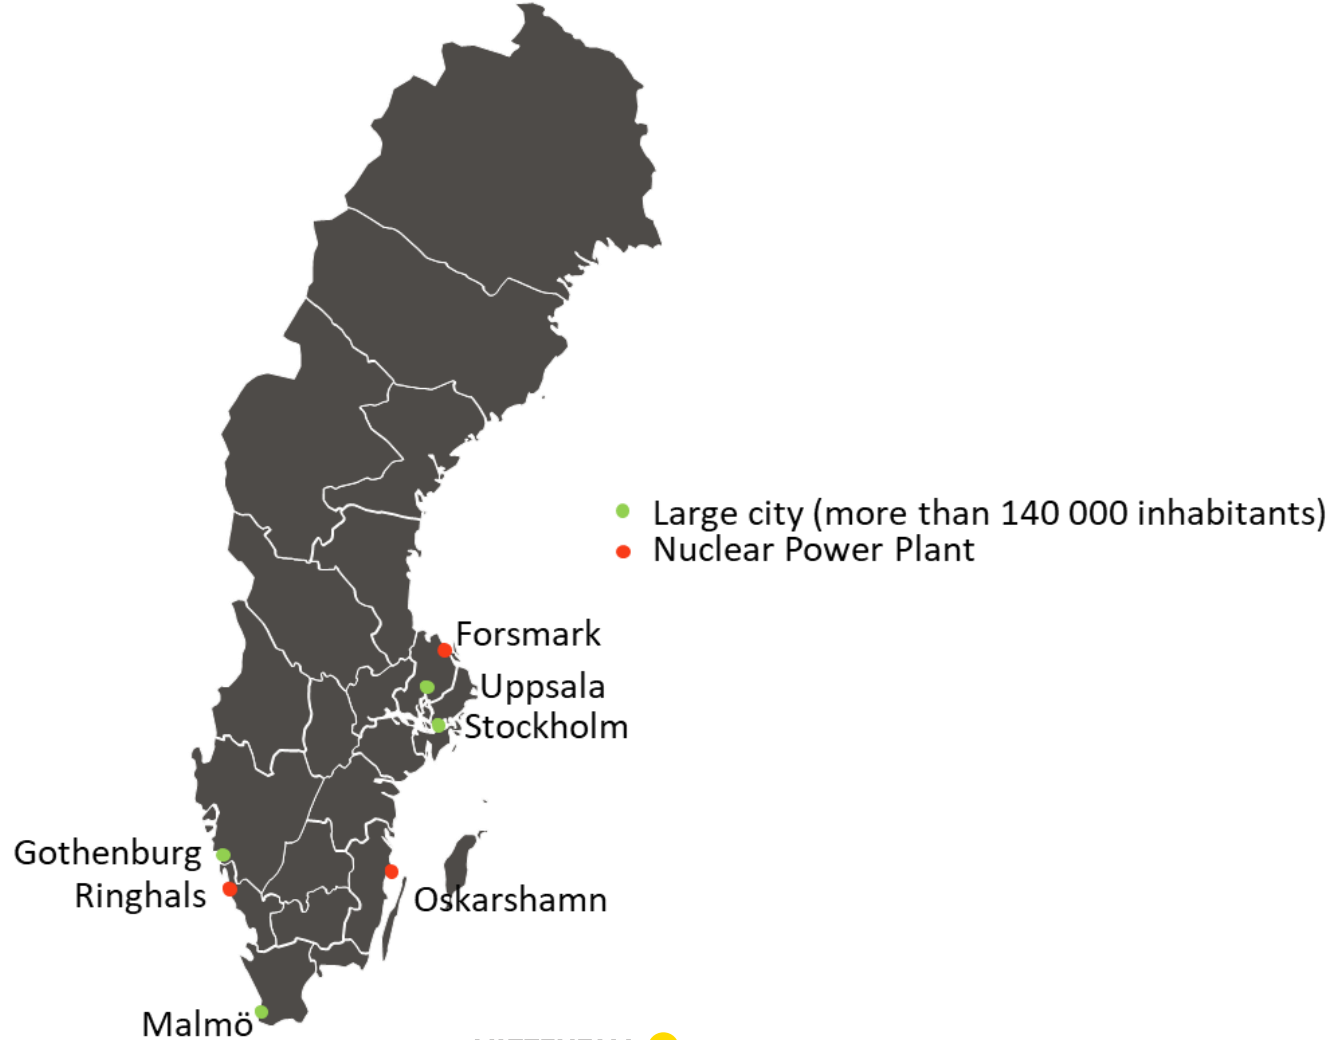 Large city (more than 140 000 inhabitants)
Nuclear Power Plant
Forsmark
Uppsala
Stockholm
Gothenburg
Ringhals
Oskarshamn
Malmö